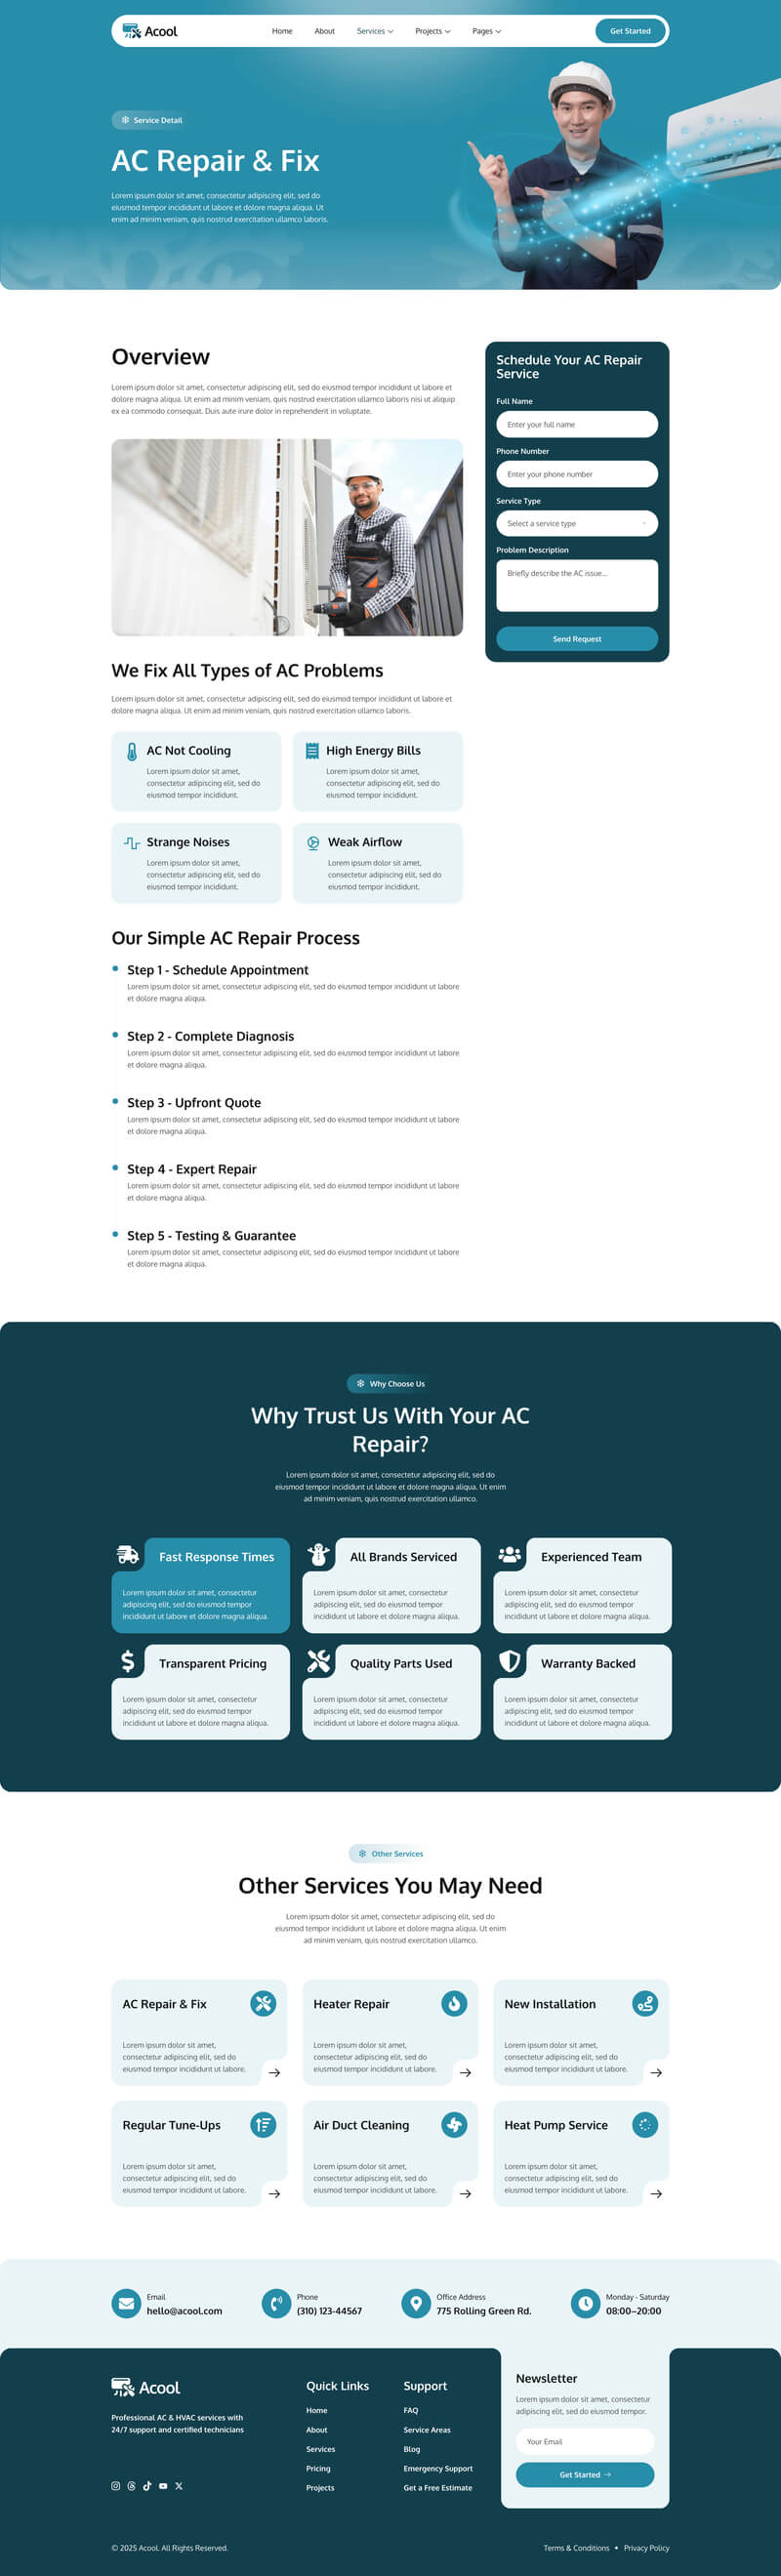 Acool
Home
About
Services
Projects
Pages
Get Started
Service Detail
AC Repair & Fix
Lorem ipsum dolor sit amet, consectetur adipiscing elit, sed do
eiusmod tempor incididunt ut labore et dolore magna aliqua. Ut
enim ad minim veniam, quis nostrud exercitation ullamco laboris.
Overview
Lorem ipsum dolor sit amet, consectetur adipiscing elit, sed do eiusmod tempor incididunt ut labore et
dolore magna aliqua. Ut enim ad minim veniam, quis nostrud exercitation ullamco laboris nisi ut aliquip
ex ea commodo consequat. Duis aute irure dolor in reprehenderit in voluptate.
Schedule Your AC Repair
Service
Full Name
Enter your full name
Phone Number
Enter your phone number
Service Type
Select a service type
Problem Description
Briefly describe the AC issue...
Send Request
We Fix All Types of AC Problems
Lorem ipsum dolor sit amet, consectetur adipiscing elit, sed do eiusmod tempor incididunt ut labore et
dolore magna aliqua. Ut enim ad minim veniam, quis nostrud exercitation ullamco laboris.
AC Not Cooling
Lorem ipsum dolor sit amet,
consectetur adipiscing elit, sed do
eiusmod tempor incididunt.
High Energy Bills
Lorem ipsum dolor sit amet,
consectetur adipiscing elit, sed do
eiusmod tempor incididunt.
Strange Noises
Lorem ipsum dolor sit amet,
consectetur adipiscing elit, sed do
eiusmod tempor incididunt.
Weak Airflow
Lorem ipsum dolor sit amet,
consectetur adipiscing elit, sed do
eiusmod tempor incididunt.
Our Simple AC Repair Process
Step 1 - Schedule Appointment
Lorem ipsum dolor sit amet, consectetur adipiscing elit, sed do eiusmod tempor incididunt ut labore
et dolore magna aliqua.
Step 2 - Complete Diagnosis
Lorem ipsum dolor sit amet, consectetur adipiscing elit, sed do eiusmod tempor incididunt ut labore
et dolore magna aliqua.
Step 3 - Upfront Quote
Lorem ipsum dolor sit amet, consectetur adipiscing elit, sed do eiusmod tempor incididunt ut labore
et dolore magna aliqua.
Step 4 - Expert Repair
Lorem ipsum dolor sit amet, consectetur adipiscing elit, sed do eiusmod tempor incididunt ut labore
et dolore magna aliqua.
Step 5 - Testing & Guarantee
Lorem ipsum dolor sit amet, consectetur adipiscing elit, sed do eiusmod tempor incididunt ut labore
et dolore magna aliqua.
Why Choose Us
Why Trust Us With Your AC
Repair?
Lorem ipsum dolor sit amet, consectetur adipiscing elit, sed do
eiusmod tempor incididunt ut labore et dolore magna aliqua. Ut enim
ad minim veniam, quis nostrud exercitation ullamco.
Fast Response Times
Lorem ipsum dolor sit amet, consectetur
adipiscing elit, sed do eiusmod tempor
incididunt ut labore et dolore magna aliqua.
All Brands Serviced
Lorem ipsum dolor sit amet, consectetur
adipiscing elit, sed do eiusmod tempor
incididunt ut labore et dolore magna aliqua.
Experienced Team
Lorem ipsum dolor sit amet, consectetur
adipiscing elit, sed do eiusmod tempor
incididunt ut labore et dolore magna aliqua.
Transparent Pricing
Lorem ipsum dolor sit amet, consectetur
adipiscing elit, sed do eiusmod tempor
incididunt ut labore et dolore magna aliqua.
Quality Parts Used
Lorem ipsum dolor sit amet, consectetur
adipiscing elit, sed do eiusmod tempor
incididunt ut labore et dolore magna aliqua.
Warranty Backed
Lorem ipsum dolor sit amet, consectetur
adipiscing elit, sed do eiusmod tempor
incididunt ut labore et dolore magna aliqua.
Other Services
Other Services You May Need
Lorem ipsum dolor sit amet, consectetur adipiscing elit, sed do
eiusmod tempor incididunt ut labore et dolore magna aliqua. Ut enim
ad minim veniam, quis nostrud exercitation ullamco.
AC Repair & Fix
Lorem ipsum dolor sit amet,
consectetur adipiscing elit, sed do
eiusmod tempor incididunt ut labore.
Heater Repair
Lorem ipsum dolor sit amet,
consectetur adipiscing elit, sed do
eiusmod tempor incididunt ut labore.
New Installation
Lorem ipsum dolor sit amet,
consectetur adipiscing elit, sed do
eiusmod tempor incididunt ut labore.
Regular Tune-Ups
Lorem ipsum dolor sit amet,
consectetur adipiscing elit, sed do
eiusmod tempor incididunt ut labore.
Air Duct Cleaning
Lorem ipsum dolor sit amet,
consectetur adipiscing elit, sed do
eiusmod tempor incididunt ut labore.
Heat Pump Service
Lorem ipsum dolor sit amet,
consectetur adipiscing elit, sed do
eiusmod tempor incididunt ut labore.
Email
hello@acool.com
Phone
(310) 123-44567
Office Address
775 Rolling Green Rd.
Monday - Saturday
08:00–20:00
Acool
Professional AC & HVAC services with
24/7 support and certified technicians
Quick Links
Home
About
Services
Pricing
Projects
Support
FAQ
Service Areas
Blog
Emergency Support
Get a Free Estimate
Newsletter
Lorem ipsum dolor sit amet, consectetur
adipiscing elit, sed do eiusmod tempor.
Your Email
Get Started
© 2025 Acool. All Rights Reserved.
Terms & Conditions • Privacy Policy